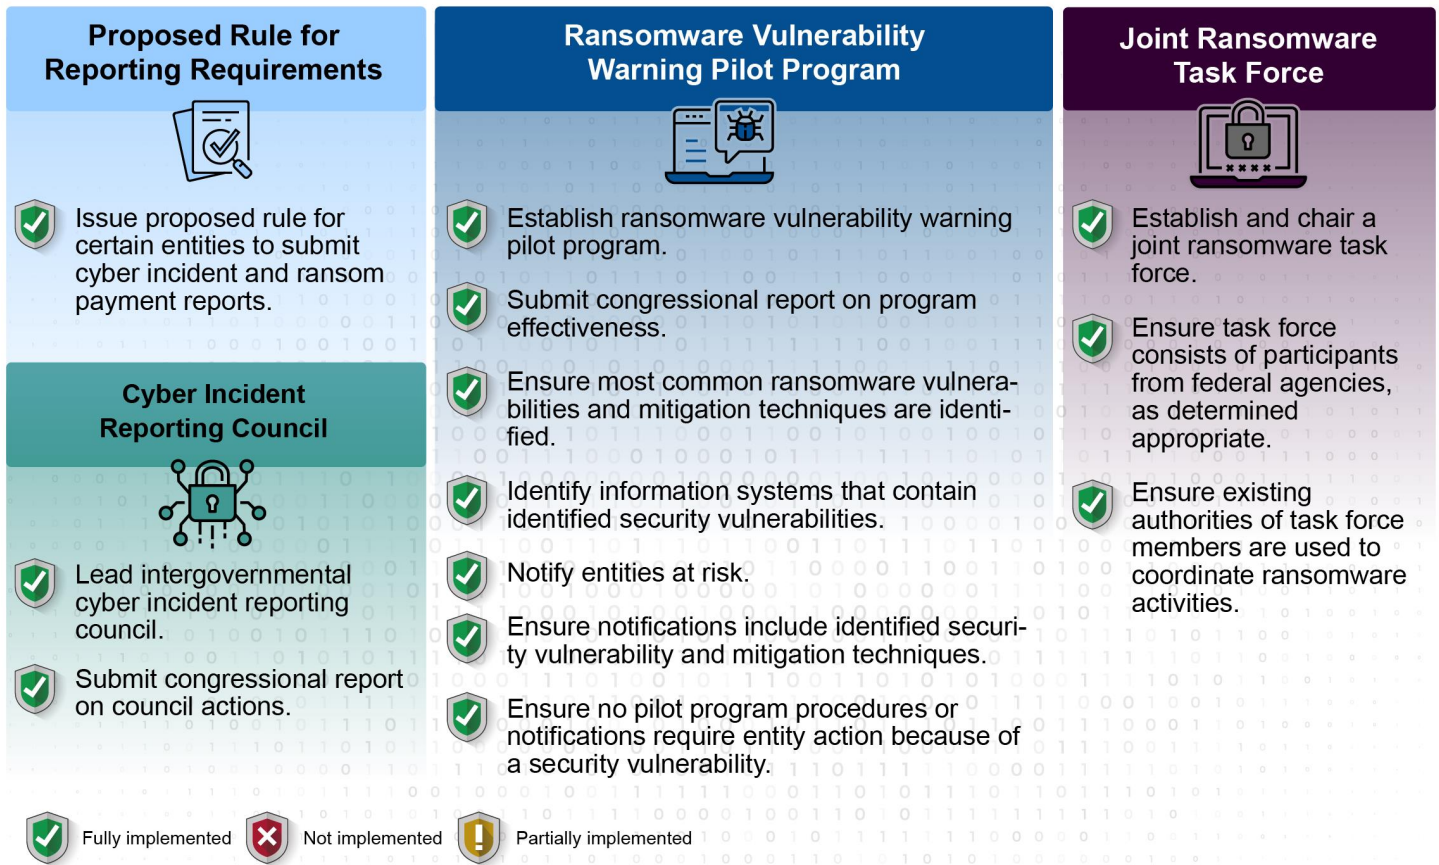 Proposed Rule for
Reporting Requirements
Issue proposed rule for
certain entities to submit
cyber incident and ransom
payment reports.
Cyber Incident
Reporting Council
Lead intergovernmental
cyber incident reporting
council.
Submit congressional report
on council actions.
Ransomware Vulnerability
Warning Pilot Program
Establish ransomware vulnerability warning
pilot program.
Submit congressional report on program
effectiveness.
Ensure most common ransomware vulnera-
bilities and mitigation techniques are identi-
fied.
Identify information systems that contain
identified security vulnerabilities.
Notify entities at risk.
Ensure notifications include identified securi-
ty vulnerability and mitigation techniques.
Ensure no pilot program procedures or
notifications require entity action because of
a security vulnerability.
Joint Ransomware
Task Force
Establish and chair a
joint ransomware task
force.
Ensure task force
consists of participants
from federal agencies,
as determined
appropriate.
Ensure existing
authorities of task force
members are used to
coordinate ransomware
activities.
Fully implemented
Not implemented
Partially implemented